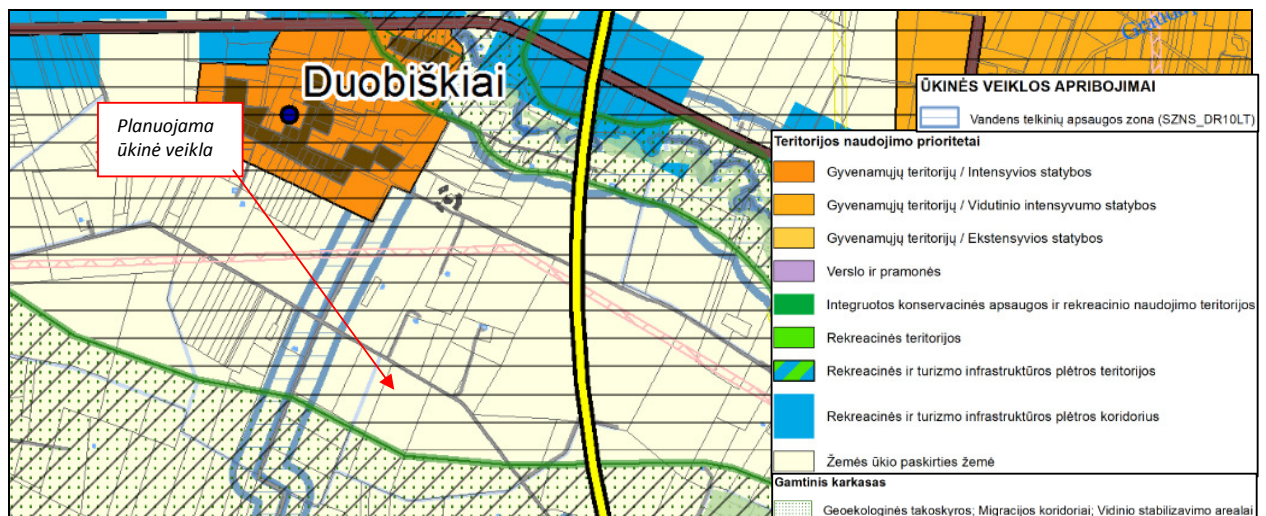 Duobiškiai
Planuojama
ūkinė veikla
ŪKINĖS VEIKLOS APRIBOJIMAI
Vandens telkinių apsaugos zona (SZNS_DR10LT)
Teritorijos naudojimo prioritetai
Gyvenamųjų teritorijų / Intensyvios statybos
Gyvenamųjų teritorijų / Vidutinio intensyvumo statybos
Gyvenamųjų teritorijų / Ekstensyvios statybos
Verslo ir pramonės
Integruotos konservacinės apsaugos ir rekreacinio naudojimo teritorijos
Rekreacinės teritorijos
Rekreacinės ir turizmo infrastruktūros plėtros teritorijos
Rekreacinės ir turizmo infrastruktūros plėtros koridorius
Žemės ūkio paskirties žemė
Gamtinis karkasas
Geoekologinės takoskyros; Migracijos koridoriai; Vidinio stabilizavimo arealai